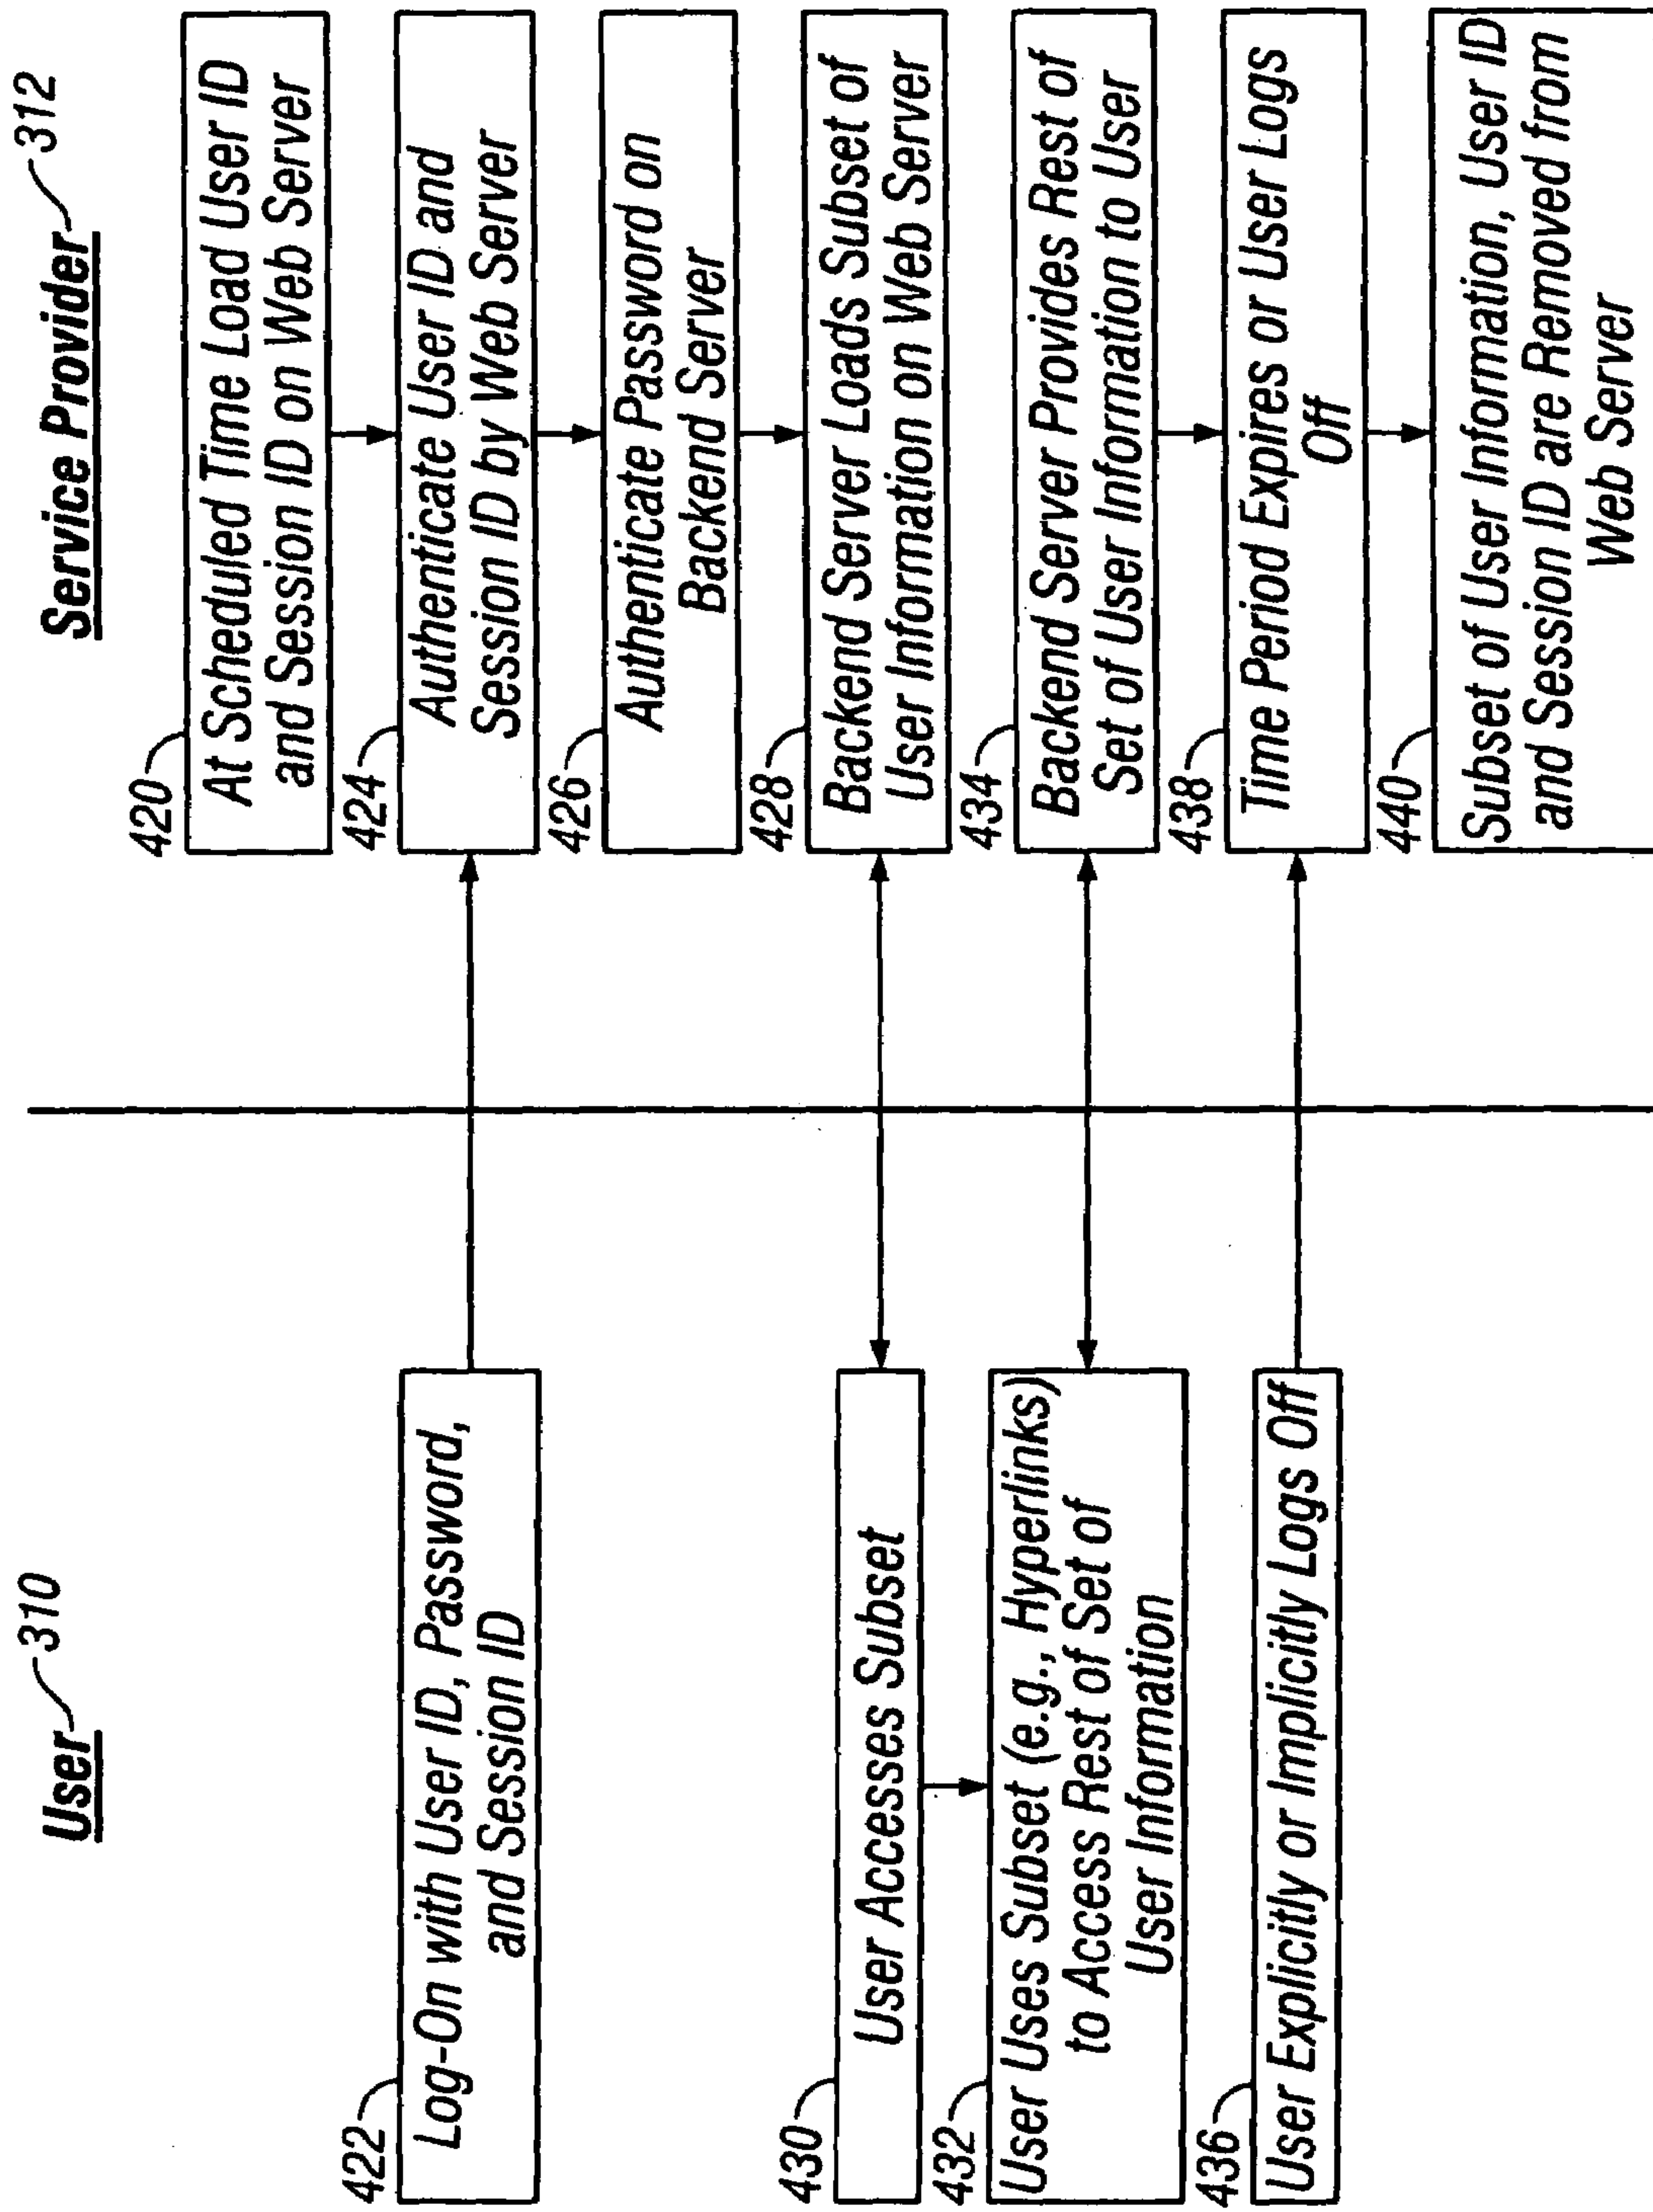 User 310
Service Provider 312
420
At Scheduled Time Load User ID
and Session ID on Web Server
422
Log-On with User ID, Password,
and Session ID
424
Authenticate User ID and
Session ID by Web Server
426
Authenticate Password on
Backend Server
428
Backend Server Loads Subset of
User Information on Web Server
430
User Accesses Subset
432
User Uses Subset (e.g., Hyperlinks)
to Access Rest of Set of
User Information
434
Backend Server Provides Rest of
Set of User Information to User
436
User Explicitly or Implicitly Logs Off
438
Time Period Expires or User Logs
Off
440
Subset of User Information, User ID
and Session ID are Removed from
Web Server